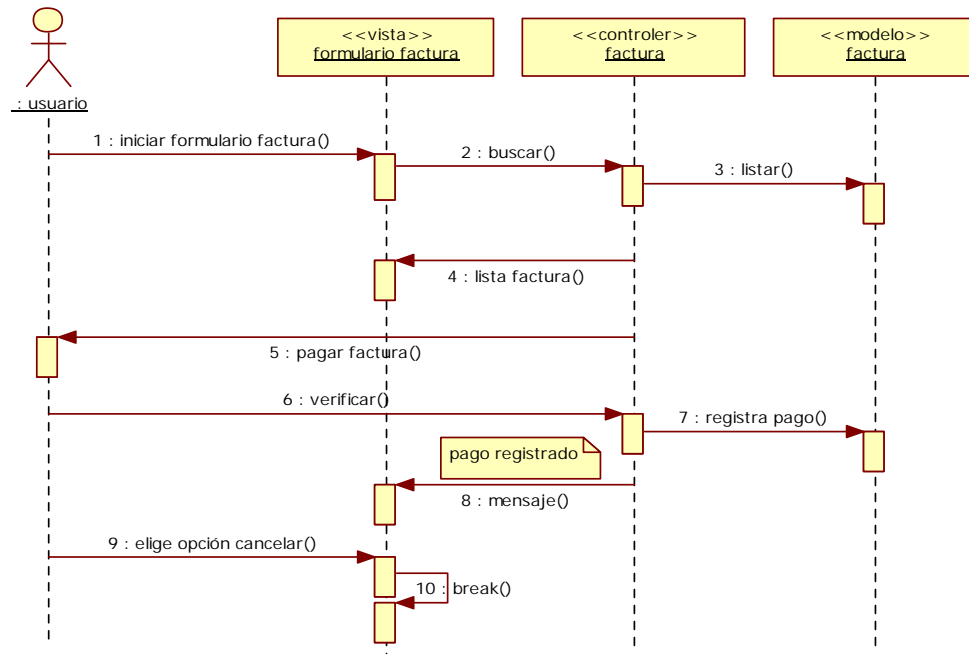 <<vista>>
formulario factura
<<controler>>
factura
<<modelo>>
factura
: usuario
1 : iniciar formulario factura()
2 : buscar()
3 : listar()
4 : lista factura()
5 : pagar factura()
6 : verificar()
7 : registra pago()
pago registrado
8 : mensaje()
9 : elige opción cancelar()
10 : break()